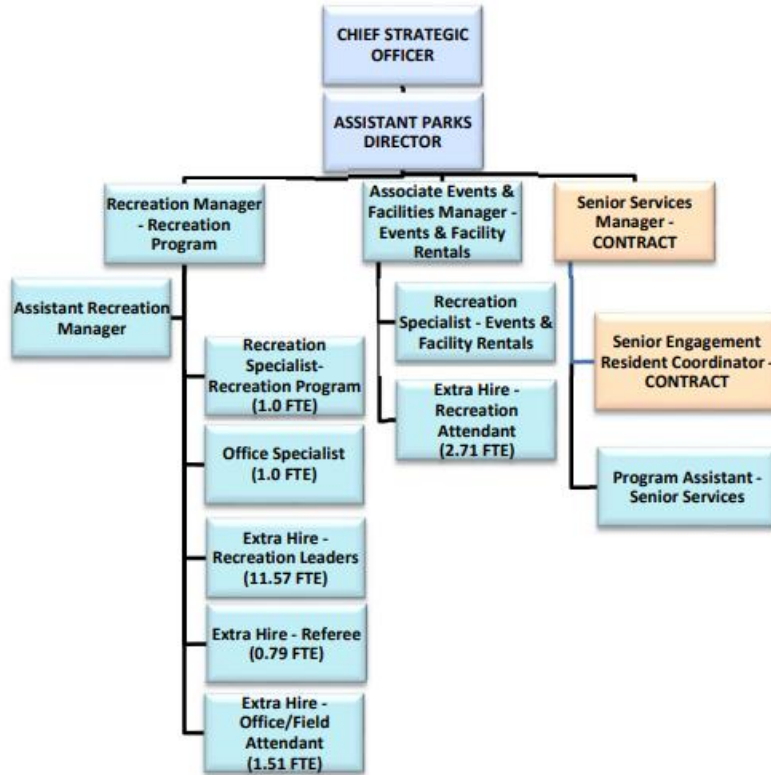 CHIEF STRATEGIC
OFFICER
ASSISTANT PARKS
DIRECTOR
Recreation Manager
- Recreation
Program
Associate Events &
Facilities Manager -
Events & Facility
Rentals
Senior Services
Manager -
CONTRACT
Assistant Recreation
Manager
Recreation
Specialist-
Recreation Program
(1.0 FTE)
Office Specialist
(1.0 FTE)
Extra Hire -
Recreation Leaders
(11.57 FTE)
Extra Hire - Referee
(0.79 FTE)
Extra Hire -
Office/Field
Attendant
(1.51 FTE)
Recreation
Specialist - Events &
Facility Rentals
Extra Hire -
Recreation
Attendant
(2.71 FTE)
Senior Engagement
Resident Coordinator -
CONTRACT
Program Assistant -
Senior Services